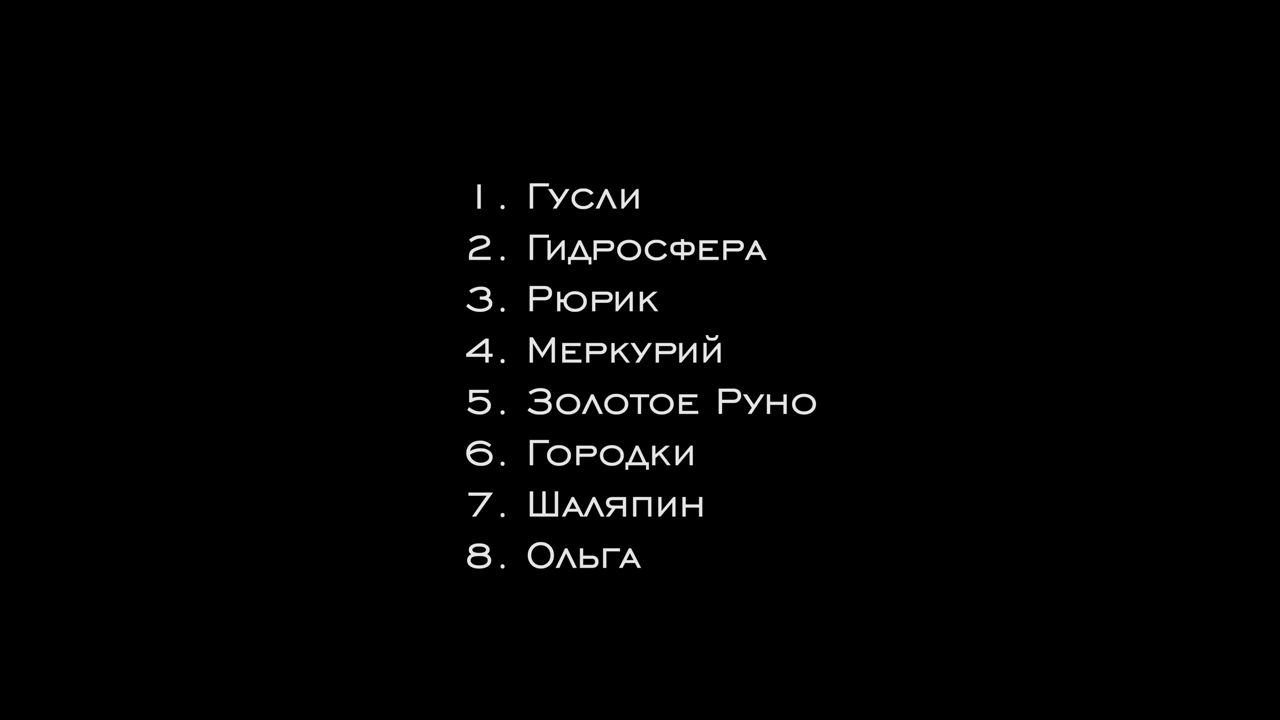 1. Гусли
2. Гидросфера
3. Рюрик
4. Меркурий
5. Золотое Руно
6. Городки
7. Шаляпин
8. Ольга